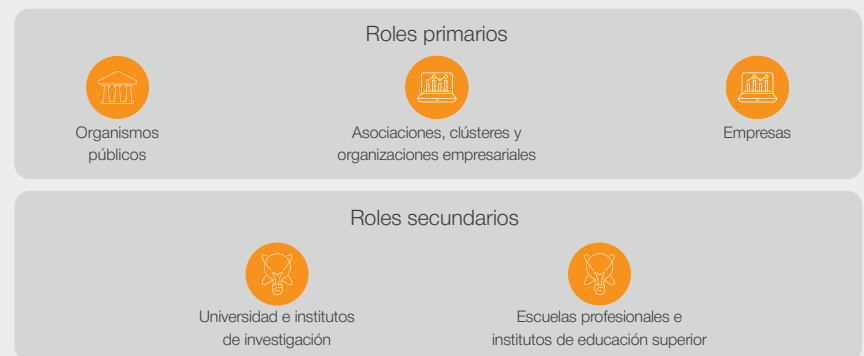 Roles primarios
Organismos
públicos
Asociaciones, clústeres y
organizaciones empresariales
Empresas
Roles secundarios
Universidad e institutos
de investigación
Escuelas profesionales e
institutos de educación superior